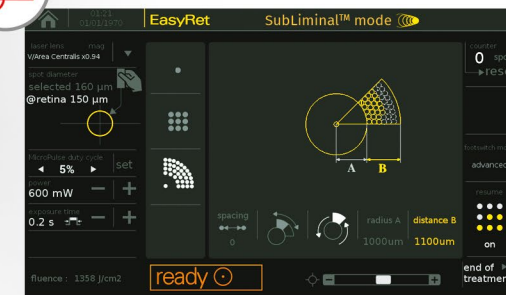 01:21
01/01/1970
EasyRet
SubLiminal™ mode
laser lens mag
V/Area Centralis x0.94
counter
0 spo
rese
spot diameter
selected 160 µm
@retina 150 µm
A B
MicroPulse duty cycle
5%
set
footswitch mo
advanced
power
600 mW
exposure time
0.2 s
resume
on
spacing
0
radius A
1000um
distance B
1100um
fluence : 1358 J/cm2
ready
end of
treatmen